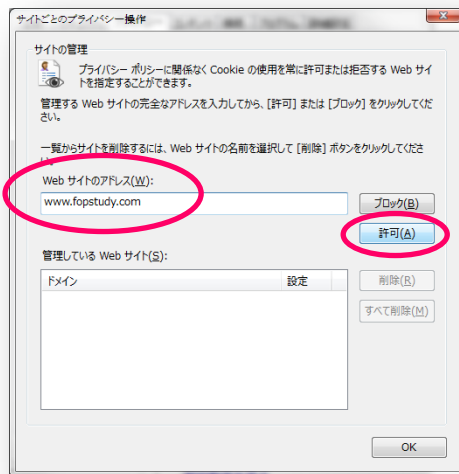 サイトごとのプライバシー操作
サイトの管理
プライバシー ポリシーに関係なく Cookie の使用を常に許可または拒否する Web サイ
トを指定することができます。
管理する Web サイトの完全なアドレスを入力してから、[許可] または [ブロック] をクリックしてくだ
さい。
一覧からサイトを削除するには、Web サイトの名前を選択して [削除] ボタンをクリックしてくださ
い。
Web サイトのアドレス(W):
www.fopstudy.com
ブロック(B)
許可(A)
管理している Web サイト(S):
ドメイン 設定
削除(R)
すべて削除(M)
OK